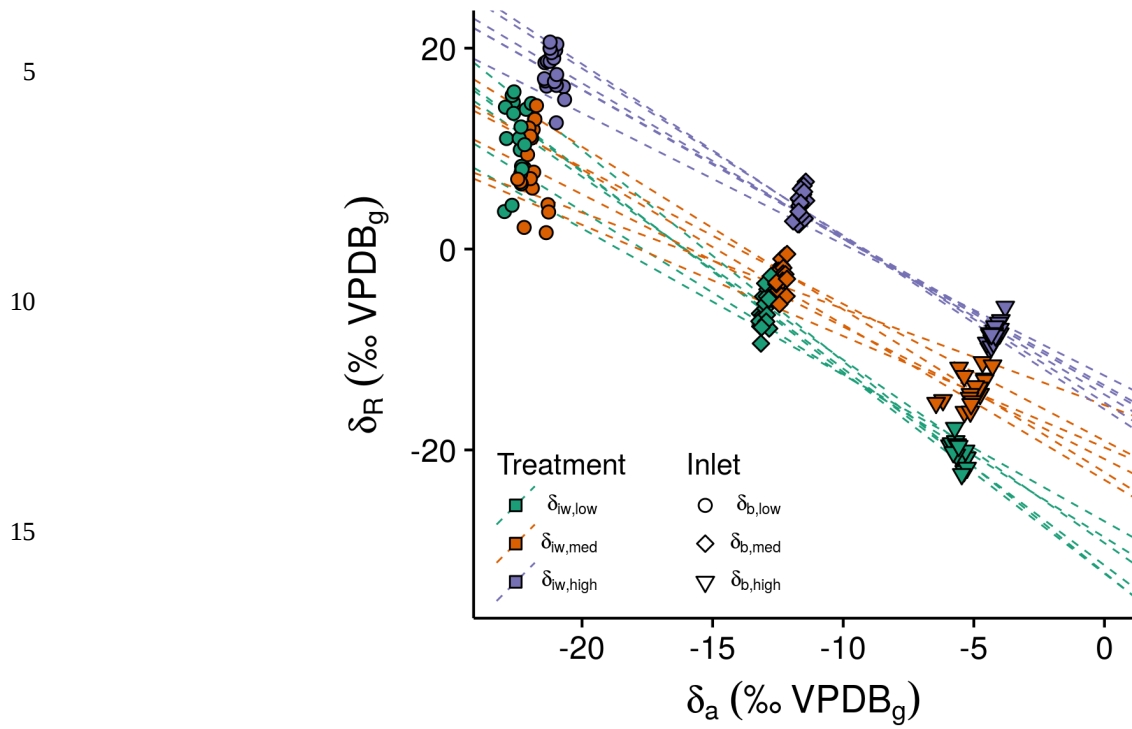 5
10
15
20
0
-20
δR (‰ VPDBg)
Treatment
δiw,low
δiw,med
δiw,high
Inlet
δb,low
δb,med
δb,high
-20 -15 -10 -5 0
δa (‰ VPDBg)